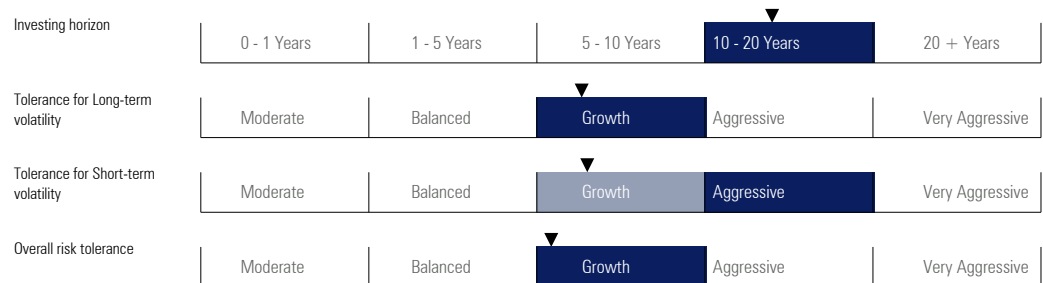 Investing horizon
0 - 1 Years 1 - 5 Years 5 - 10 Years 10 - 20 Years 20 + Years
Tolerance for Long-term
volatility
Moderate Balanced Growth Aggressive Very Aggressive
Tolerance for Short-term
volatility
Moderate Balanced Growth Aggressive Very Aggressive
Overall risk tolerance
Moderate Balanced Growth Aggressive Very Aggressive